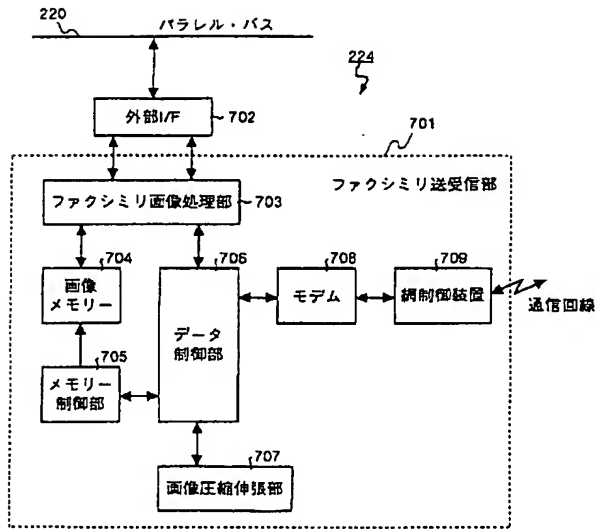 220
パラレル・バス
224
外部I/F
702
701
ファクシミリ送受信部
ファクシミリ画像処理部
703
704
画像
メモリー
706
データ
制御部
708
モデム
709
網制御装置
通信回線
705
メモリー
制御部
707
画像圧縮伸張部